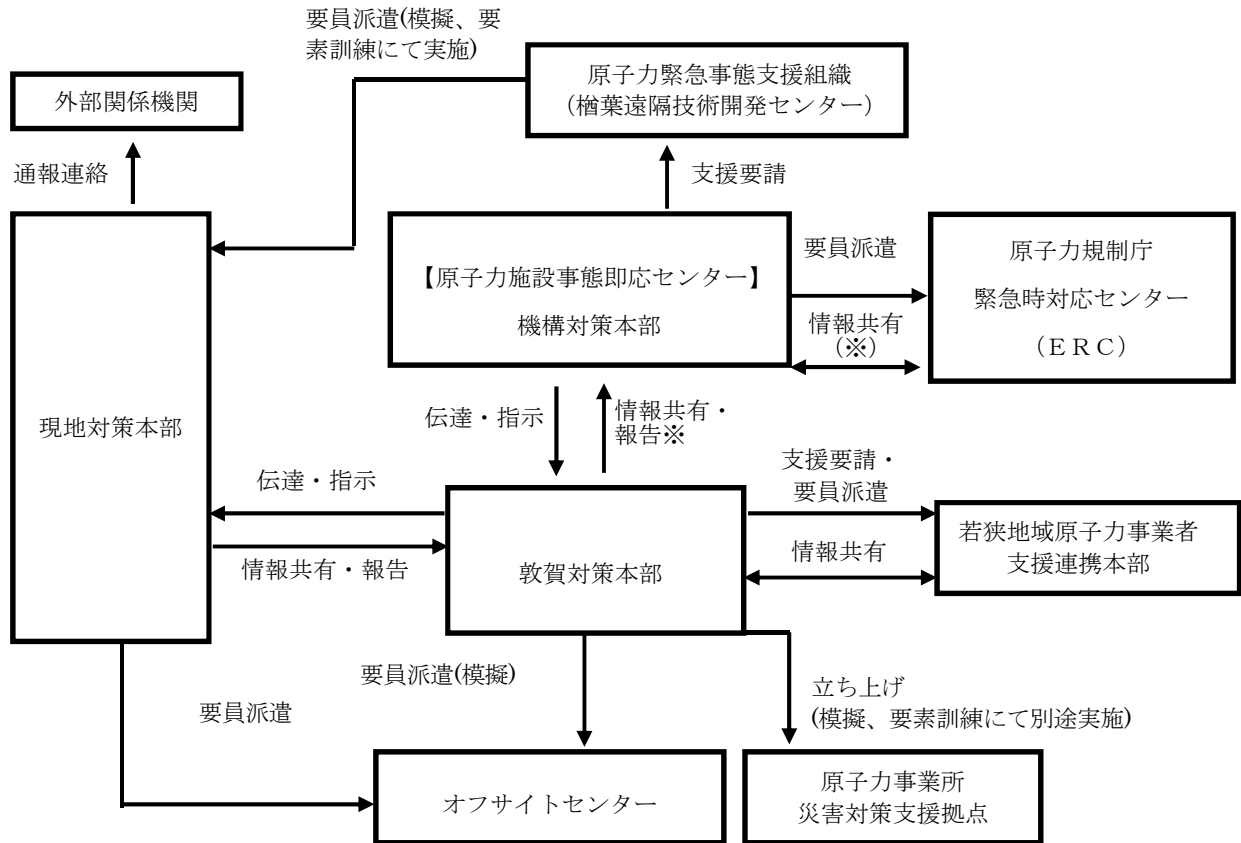 要員派遣(模擬、要
素訓練にて実施)
原子力緊急事態支援組織
（楢葉遠隔技術開発センター）
外部関係機関
通報連絡
支援要請
【原子力施設事態即応センター】
機構対策本部
要員派遣
情報共有
（※）
原子力規制庁
緊急時対応センター
（ＥＲＣ）
現地対策本部
伝達・指示
情報共有・
報告※
伝達・指示
情報共有・報告
敦賀対策本部
支援要請・
要員派遣
情報共有
若狭地域原子力事業者
支援連携本部
要員派遣
要員派遣(模擬)
立ち上げ
(模擬、要素訓練にて別途実施)
オフサイトセンター
原子力事業所
災害対策支援拠点